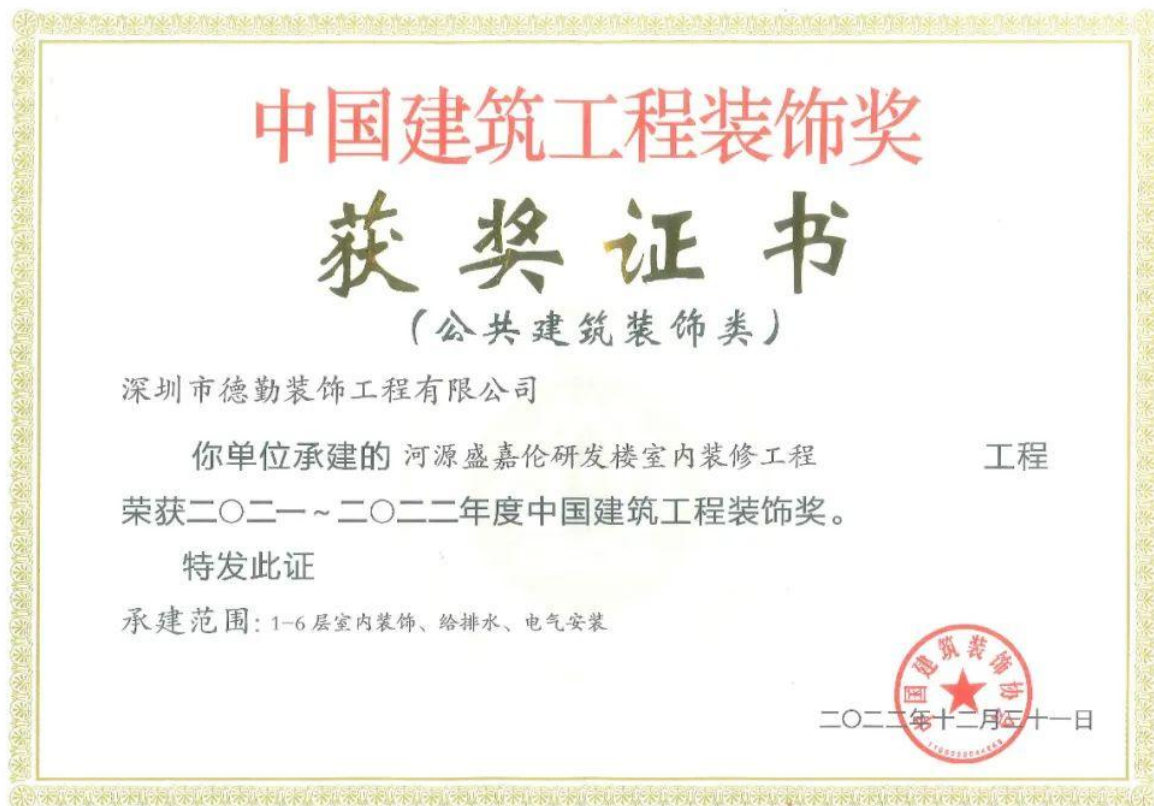 中国建筑工程装饰奖
获奖证书
（公共建筑装饰类）
深圳市德勤装饰工程有限公司
你单位承建的 河源盛嘉伦研发楼室内装修工程 工程
荣获二〇二一~二〇二二年度中国建筑工程装饰奖。
特发此证
承建范围：1-6层室内装饰、给排水、电气安装
中国建筑装饰协会
二〇二二年十二月三十一日